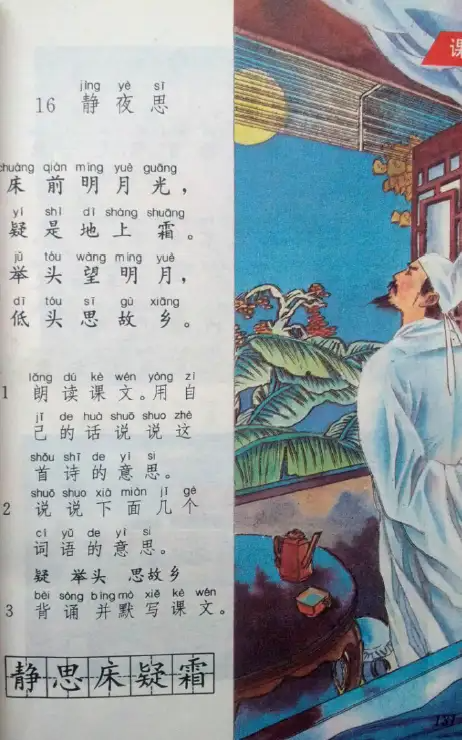 课
jìng yè sī
16 静夜思
chuáng qián míng yuè guāng
床前明月光，
yí shì dì shàng shuāng
疑是地上霜。
jǔ tóu wàng míng yuè
举头望明月，
dī tóu sī gù xiāng
低头思故乡。
lǎng dú kè wén yòng zì
1 朗读课文。用自
jǐ de huà shuō shuo zhè
己的话说说这
shǒu shī de yì si
首诗的意思。
shuō shuo xià miàn jǐ gè
2 说说下面几个
cí yǔ de yì si
词语的意思。
疑 举头 思故乡
bèi sòng bìng mò xiě kè wén
3 背诵并默写课文。
静思床疑霜
181